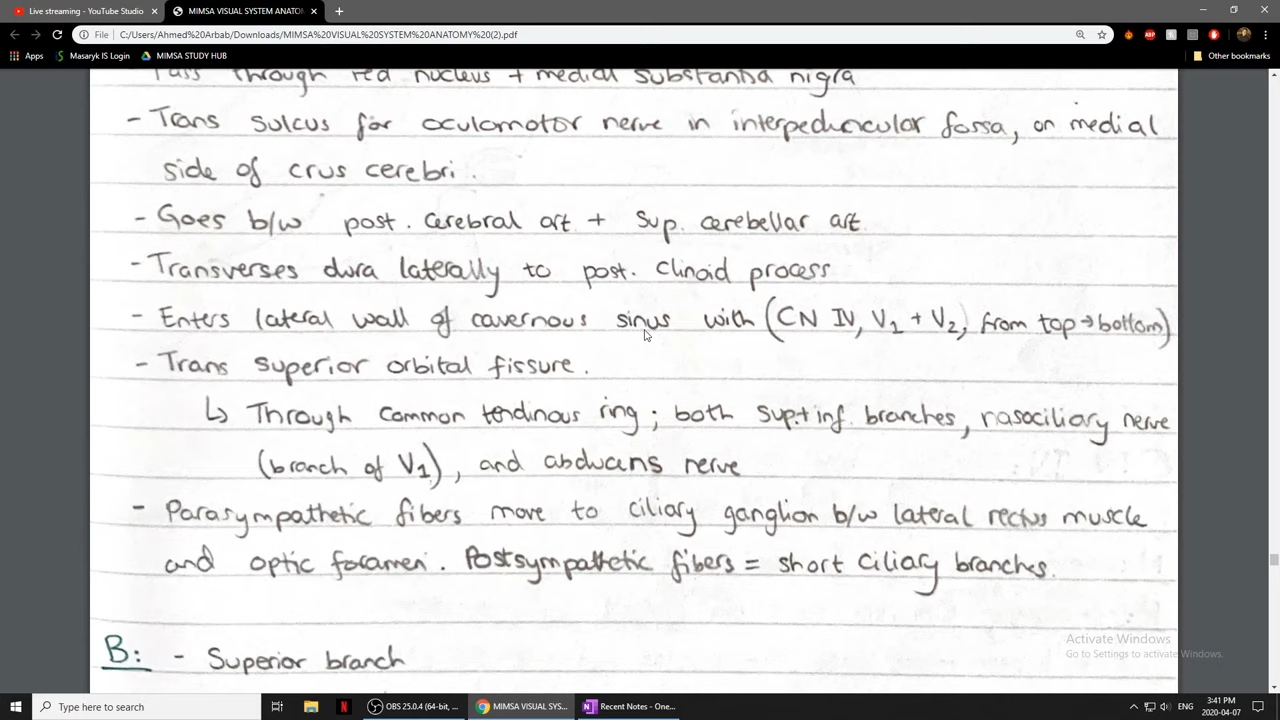 Live streaming - YouTube Studio
MIMSA VISUAL SYSTEM ANATOM
File C:/Users/Ahmed%20Arbab/Downloads/MIMSA%20VISUAL%20SYSTEM%20ANATOMY%20(2).pdf
Apps Masaryk IS Login MIMSA STUDY HUB Other bookmarks
Pass through red nucleus + medial substantia nigra
- Trans sulcus for oculomotor nerve in interpeduncular fossa, on medial
side of crus cerebri.
- Goes b/w post. cerebral art + Sup. cerebellar art.
- Transverses dura laterally to post. clinoid process
- Enters lateral wall of cavernous sinus with (CN IV, V1 + V2, from top → bottom)
- Trans superior orbital fissure.
↳ Through common tendinous ring; both sup. + inf. branches, nasociliary nerve
(branch of V1), and abducens nerve
- Parasympathetic fibers move to ciliary ganglion b/w lateral rectus muscle
and optic foramen. Postsympathetic fibers = short ciliary branches.
B: - Superior branch
Activate Windows
Go to Settings to activate Windows.
Type here to search
OBS 25.0.4 (64-bit, ...
MIMSA VISUAL SYS...
Recent Notes - One...
3:41 PM
2020-04-07